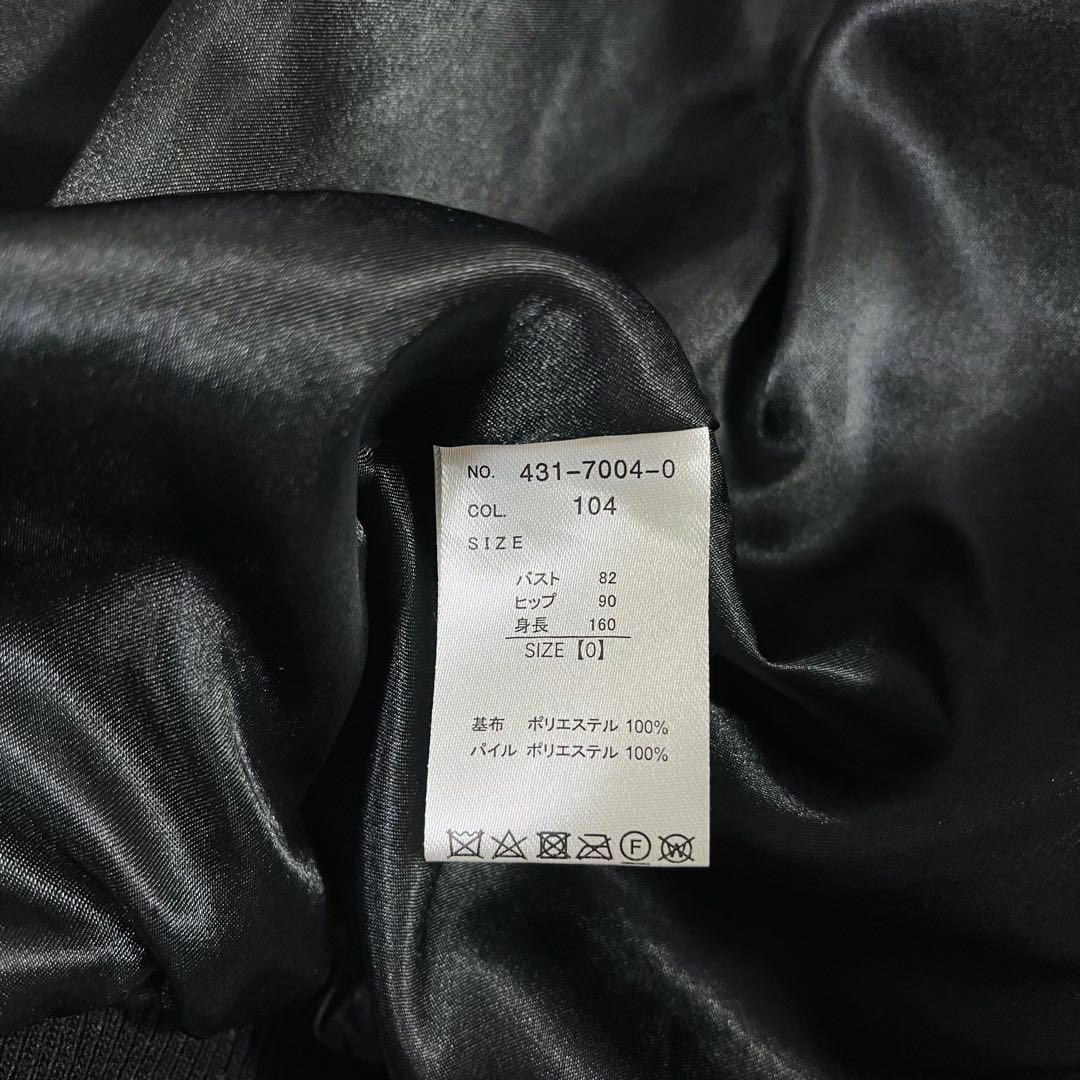 NO. 431-7004-0
COL. 104
SIZE
バスト 82
ヒップ 90
身長 160
SIZE【0】
基布 ポリエステル 100%
パイル ポリエステル 100%
F W